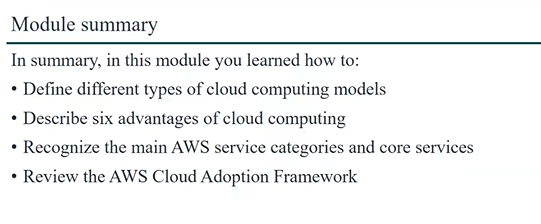 Module summary
In summary, in this module you learned how to:
• Define different types of cloud computing models
• Describe six advantages of cloud computing
• Recognize the main AWS service categories and core services
• Review the AWS Cloud Adoption Framework